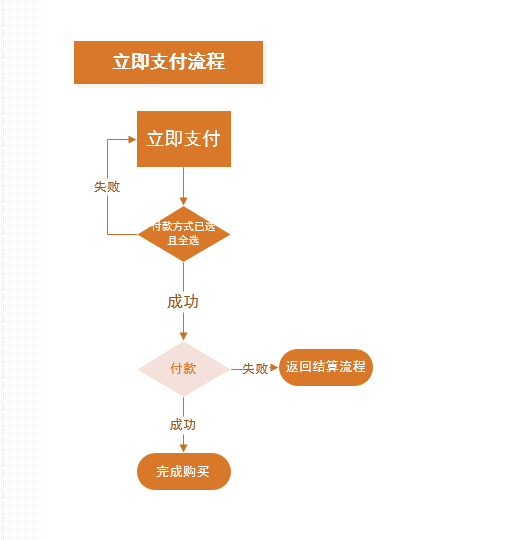 立即支付流程
立即支付
失败
付款方式已选
且全选
成功
付款
失败
返回结算流程
成功
完成购买